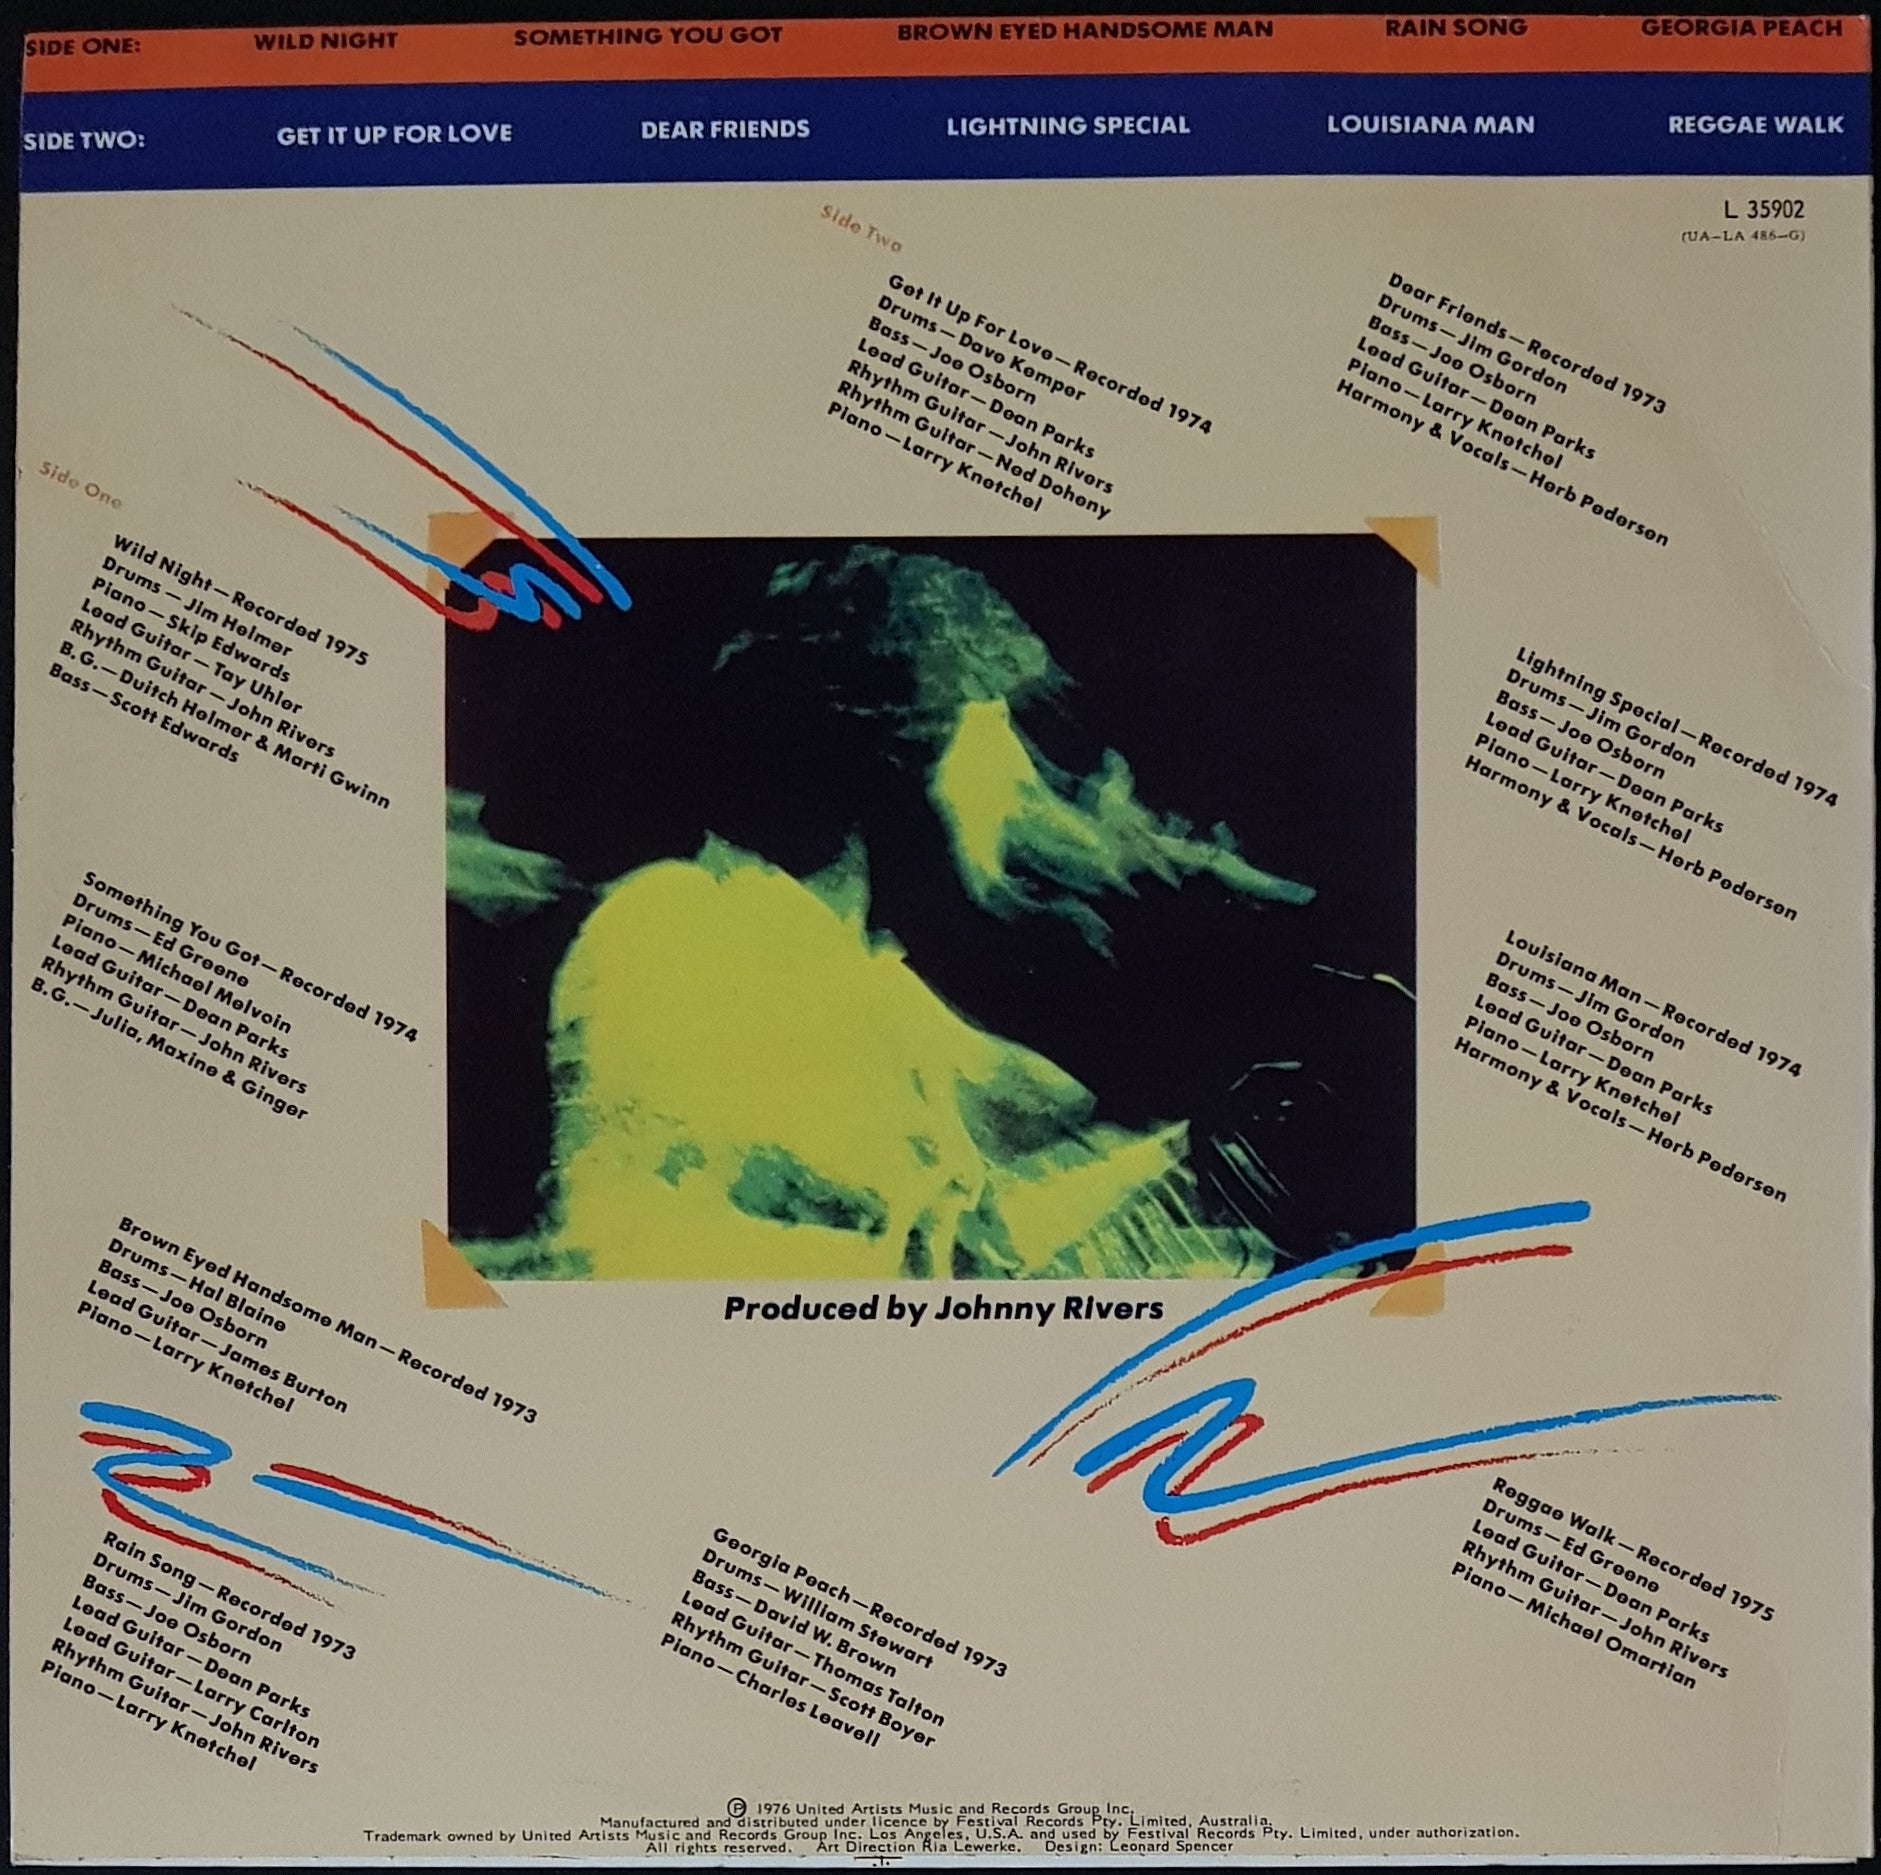 SIDE ONE: WILD NIGHT SOMETHING YOU GOT BROWN EYED HANDSOME MAN RAIN SONG GEORGIA PEACH
SIDE TWO: GET IT UP FOR LOVE DEAR FRIENDS LIGHTNING SPECIAL LOUISIANA MAN REGGAE WALK
L 35902
(UA-LA 486-G)
Side One
Wild Night—Recorded 1975
Drums—Jim Helmer
Piano—Skip Edwards
Lead Guitar—Tay Uhler
Rhythm Guitar—John Rivers
B.G.—Duitch Helmer & Marti Gwinn
Bass—Scott Edwards
Something You Got—Recorded 1974
Drums—Ed Greene
Piano—Michael Melvoin
Lead Guitar—Dean Parks
Rhythm Guitar—John Rivers
B.G.—Julia, Maxine & Ginger
Brown Eyed Handsome Man—Recorded 1973
Drums—Hal Blaine
Bass—Joe Osborn
Lead Guitar—James Burton
Piano—Larry Knetchel
Rain Song—Recorded 1973
Drums—Jim Gordon
Bass—Joe Osborn
Lead Guitar—Dean Parks
Lead Guitar—Larry Carlton
Rhythm Guitar—John Rivers
Piano—Larry Knetchel
Georgia Peach—Recorded 1973
Drums—William Stewart
Bass—David W. Brown
Lead Guitar—Thomas Talton
Rhythm Guitar—Scott Boyer
Piano—Charles Leavell
Side Two
Get It Up For Love—Recorded 1974
Drums—Dave Kemper
Bass—Joe Osborn
Lead Guitar—Dean Parks
Rhythm Guitar—John Rivers
Rhythm Guitar—Ned Doheny
Piano—Larry Knetchel
Dear Friends—Recorded 1973
Drums—Jim Gordon
Bass—Joe Osborn
Lead Guitar—Dean Parks
Piano—Larry Knetchel
Harmony & Vocals—Herb Pedersen
Lightning Special—Recorded 1974
Drums—Jim Gordon
Bass—Joe Osborn
Lead Guitar—Dean Parks
Piano—Larry Knetchel
Harmony & Vocals—Herb Pedersen
Louisiana Man—Recorded 1974
Drums—Jim Gordon
Bass—Joe Osborn
Lead Guitar—Dean Parks
Piano—Larry Knetchel
Harmony & Vocals—Herb Pedersen
Reggae Walk—Recorded 1975
Drums—Ed Greene
Lead Guitar—Dean Parks
Rhythm Guitar—John Rivers
Piano—Michael Omartian
Produced by Johnny Rivers
℗ 1976 United Artists Music and Records Group Inc.
Manufactured and distributed under licence by Festival Records Pty. Limited, Australia.
Trademark owned by United Artists Music and Records Group Inc. Los Angeles, U.S.A. and used by Festival Records Pty. Limited, under authorization.
All rights reserved. Art Direction Ria Lewerke. Design: Leonard Spencer